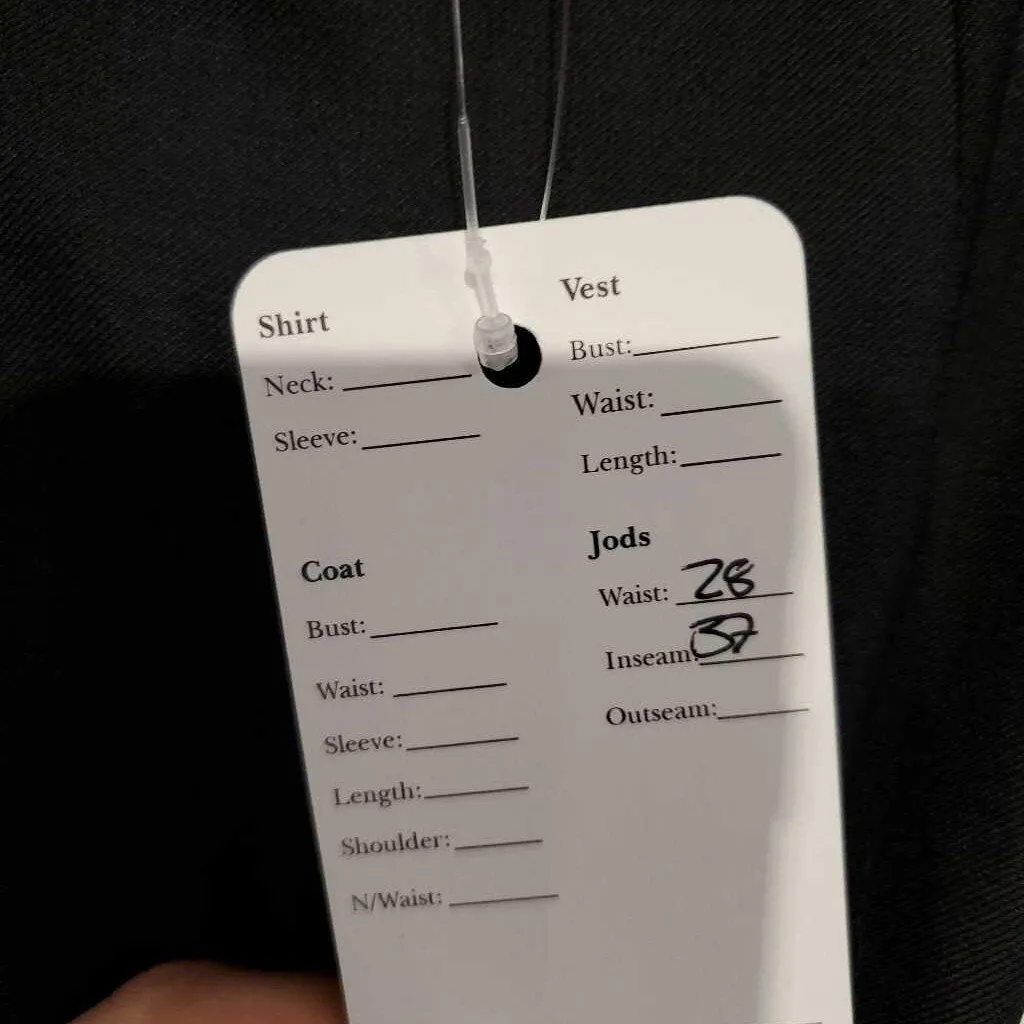 Shirt
Neck:
Sleeve:
Vest
Bust:
Waist:
Length:
Coat
Bust:
Waist:
Sleeve:
Length:
Shoulder:
N/Waist:
Jods
Waist: 28
Inseam: 37
Outseam: